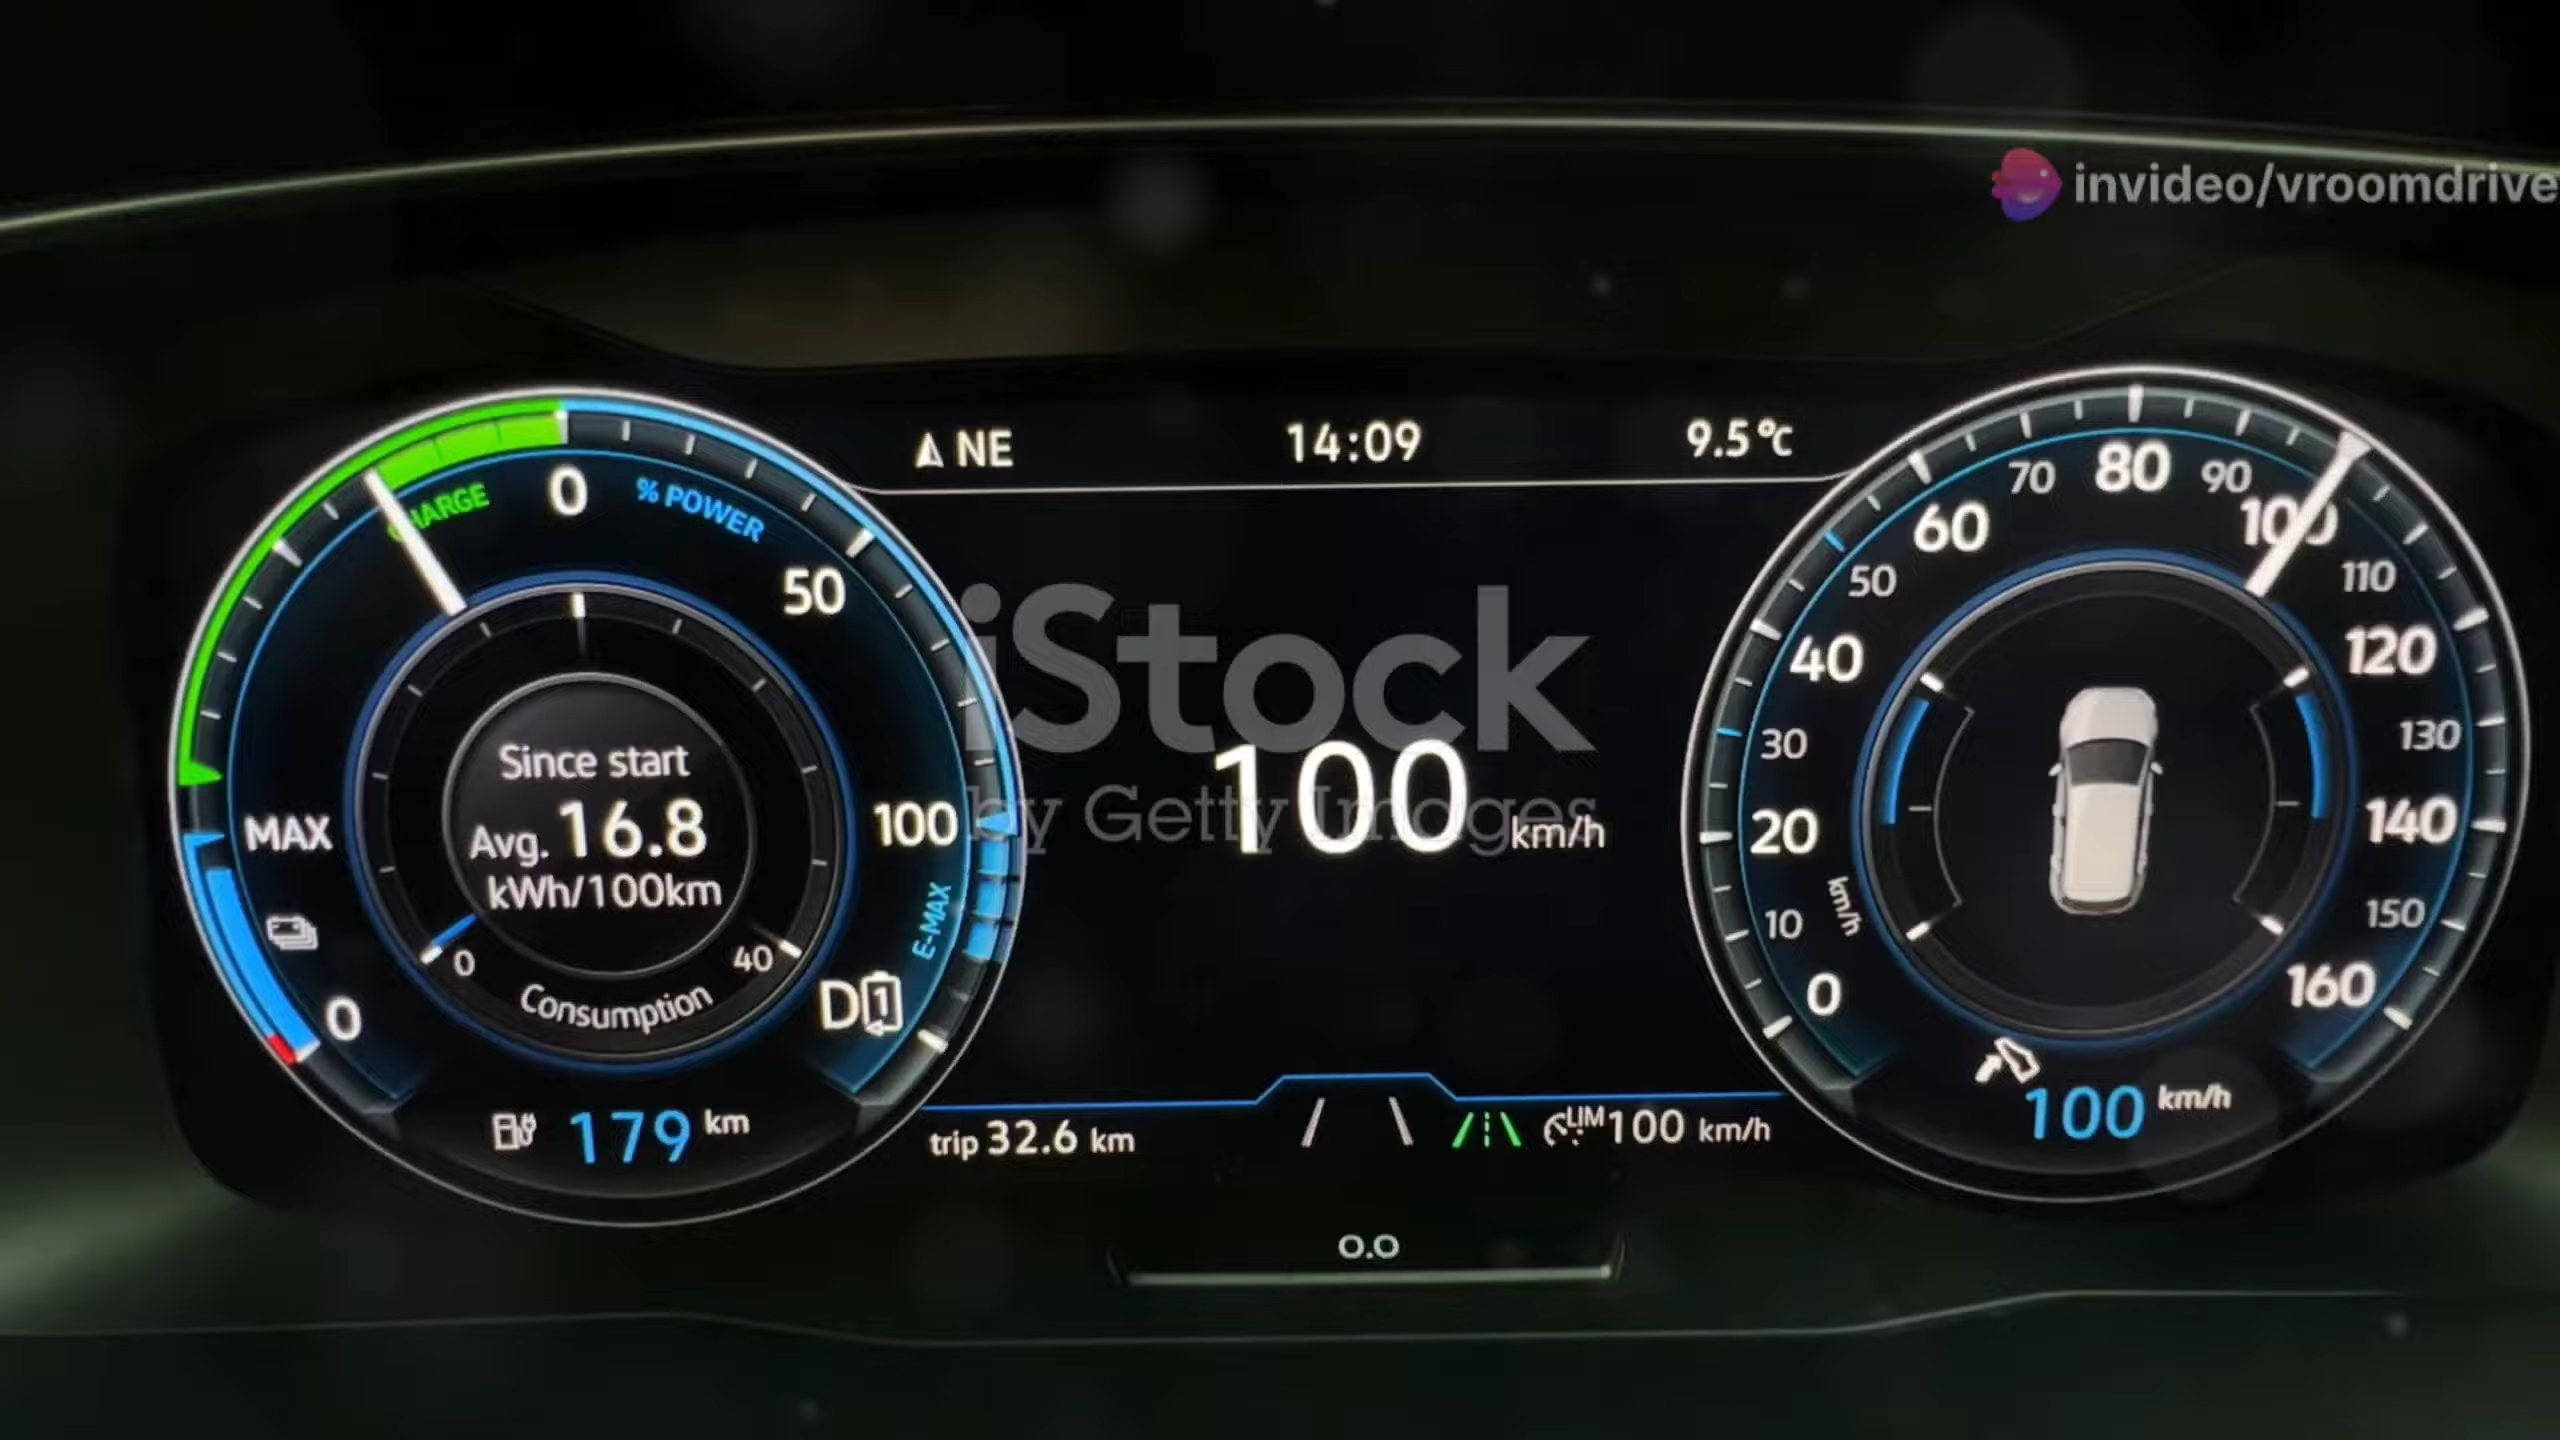 invideo/vroomdrive
NE
14:09
9.5°C
CHARGE
0
% POWER
50
100
E-MAX
MAX
0
Since start
Avg. 16.8
kWh/100km
0
40
Consumption
D 1
179 km
iStock
by Getty Images
100 km/h
trip 32.6 km
LIM 100 km/h
0.0
0
10
20
30
40
50
60
70
80
90
100
110
120
130
140
150
160
km/h
100 km/h